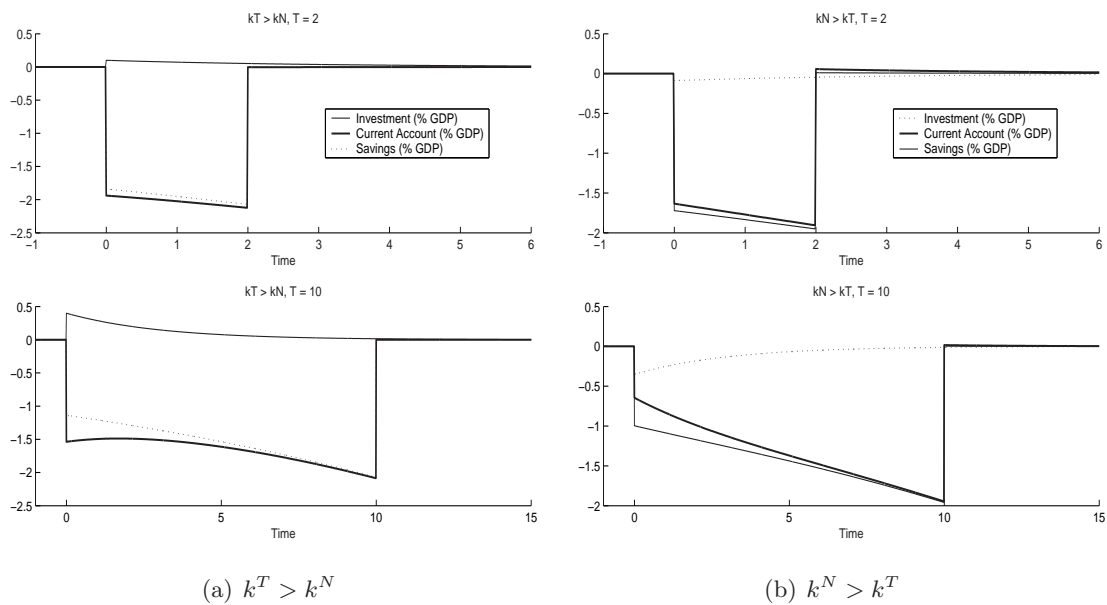 kT > kN, T = 2
0.5
0
−0.5
−1
−1.5
−2
−2.5
Investment (% GDP)
Current Account (% GDP)
Savings (% GDP)
−1 0 1 2 3 4 5 6
Time
kN > kT, T = 2
0.5
0
−0.5
−1
−1.5
−2
Investment (% GDP)
Current Account (% GDP)
Savings (% GDP)
−1 0 1 2 3 4 5 6
Time
kT > kN, T = 10
0.5
0
−0.5
−1
−1.5
−2
−2.5
0 5 10 15
Time
kN > kT, T = 10
0.5
0
−0.5
−1
−1.5
−2
0 5 10 15
Time
(a) k^T > k^N
(b) k^N > k^T